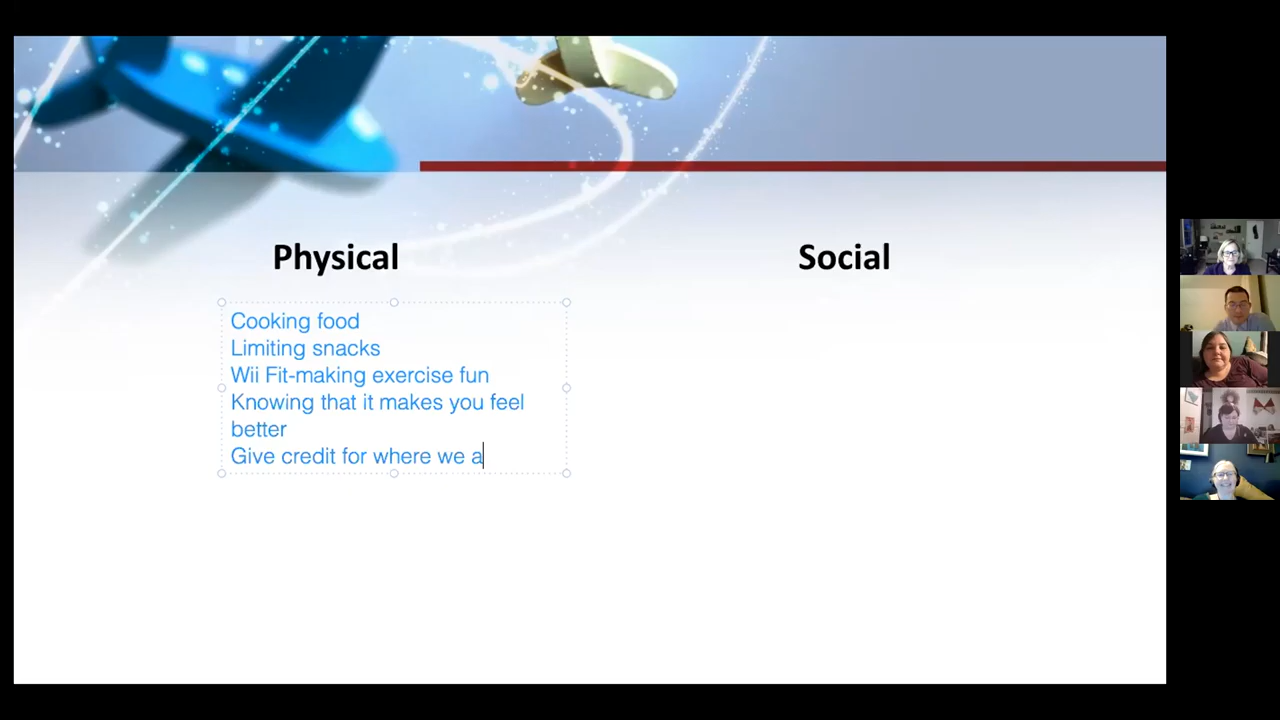 Physical
Social
Cooking food
Limiting snacks
Wii Fit-making exercise fun
Knowing that it makes you feel
better
Give credit for where we a